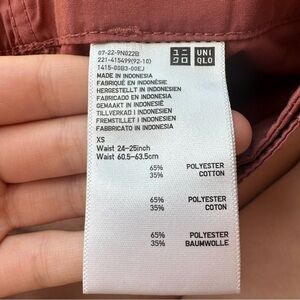 07-22-9N022B
221-415499(92-10)
1415-00B3-00EJ
ユニ
クロ
UNI
QLO
MADE IN INDONESIA
FABRIQUÉ EN INDONÉSIE
HERGESTELLT IN INDONESIEN
FABRICADO EN INDONESIA
GEMAAKT IN INDONESIË
TILLVERKAD I INDONESIEN
FREMSTILLET I INDONESIEN
FABBRICATO IN INDONESIA
XS
Waist 24-25inch
Waist 60.5-63.5cm
65% POLYESTER
35% COTTON
65% POLYESTER
35% COTON
65% POLYESTER
35% BAUMWOLLE